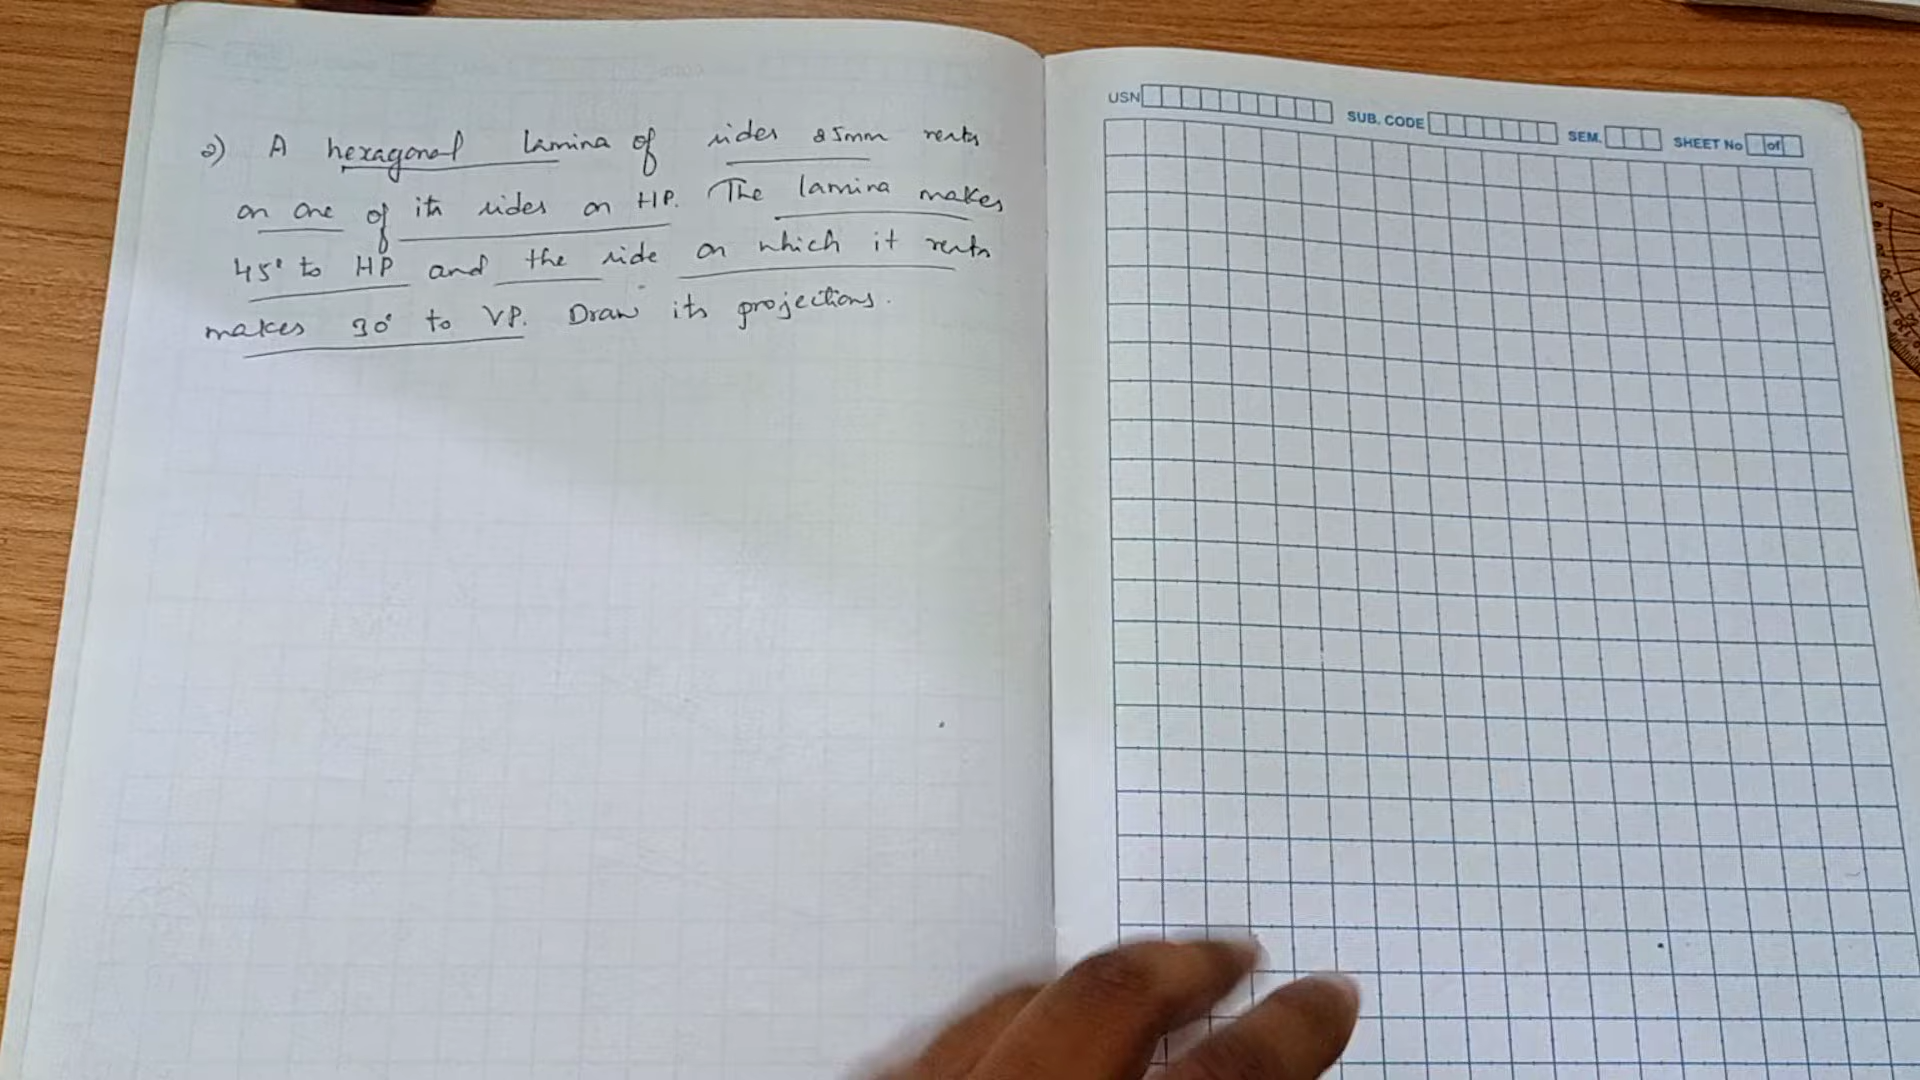 2) A hexagonal lamina of sides 25mm rests
on one of its sides on HP. The lamina makes
45° to HP and the side on which it rests
makes 30° to VP. Draw its projections.
USN SUB. CODE SEM. SHEET No of